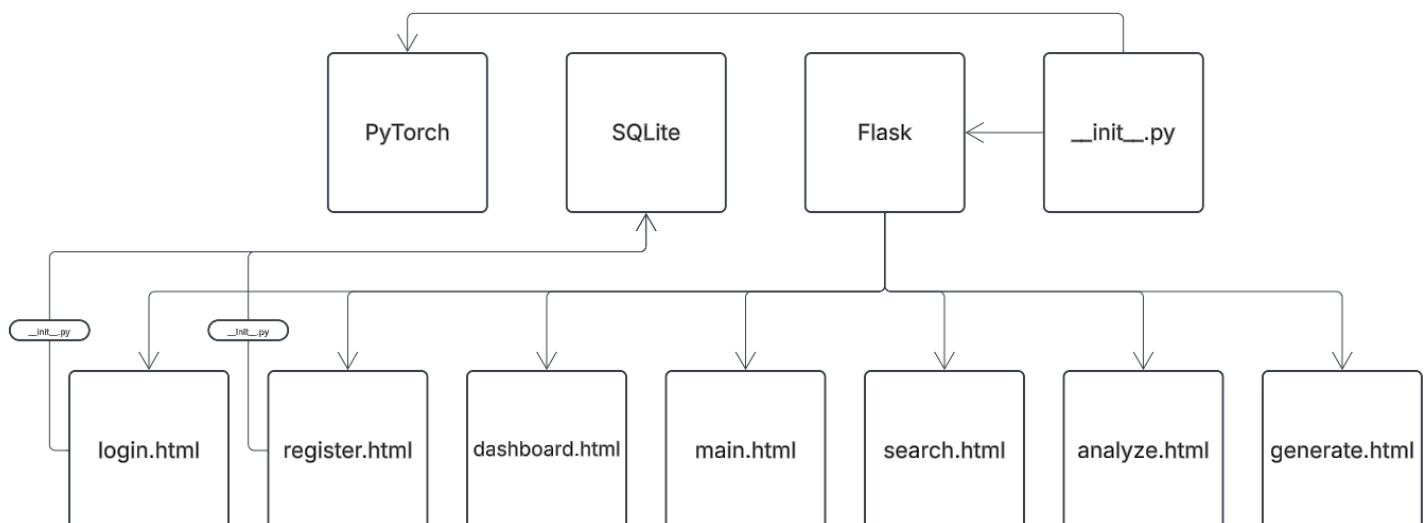 PyTorch
SQLite
Flask
__init__.py
__init__.py
__init__.py
login.html
register.html
dashboard.html
main.html
search.html
analyze.html
generate.html